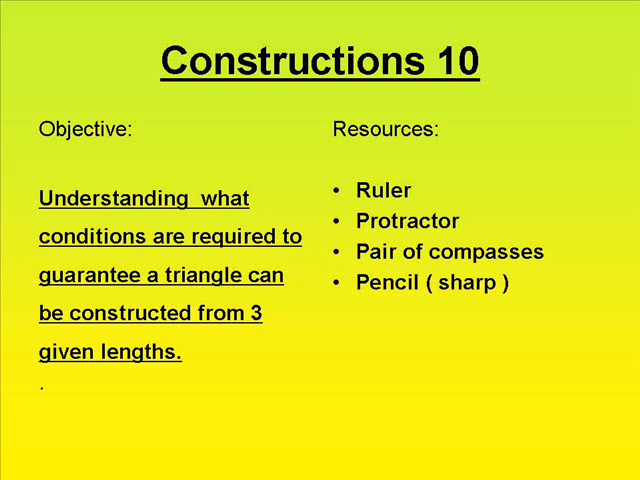 Constructions 10
Objective:
Understanding  what
conditions are required to
guarantee a triangle can
be constructed from 3
given lengths.
.
Resources:
• Ruler
• Protractor
• Pair of compasses
• Pencil ( sharp )